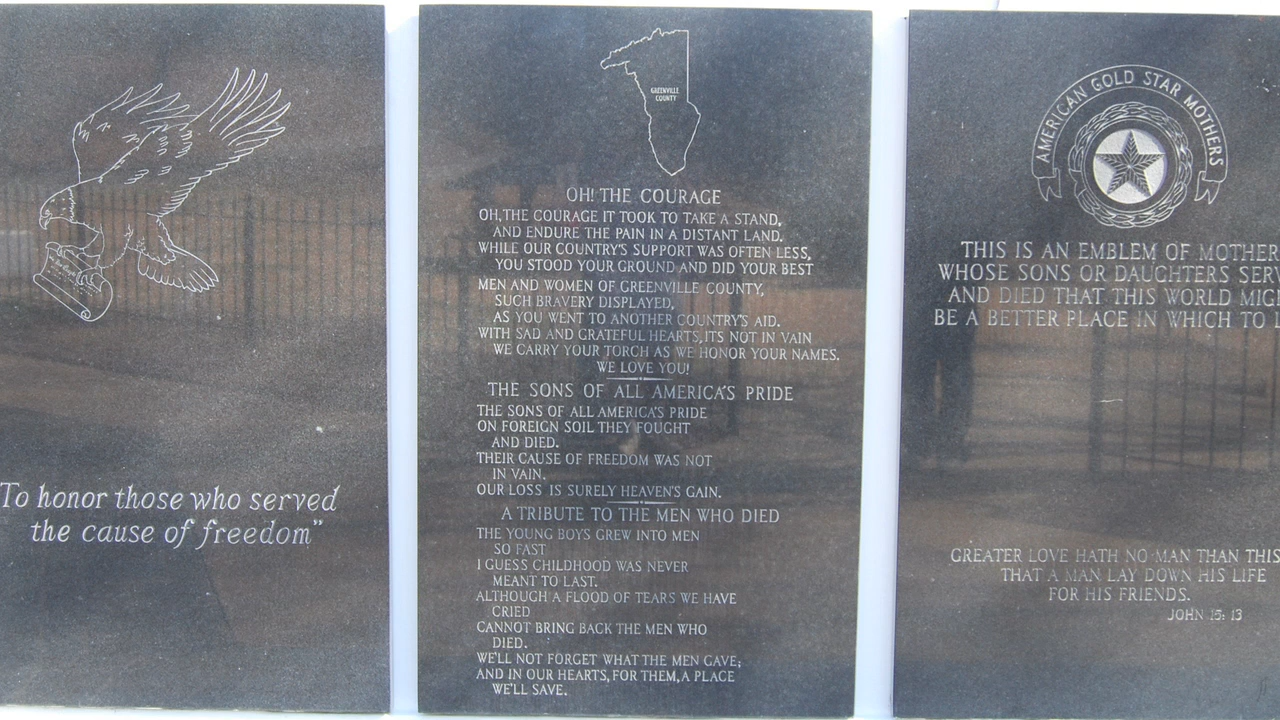 To honor those who served
the cause of freedom"
GREENVILLE
COUNTY
OH! THE COURAGE
OH, THE COURAGE IT TOOK TO TAKE A STAND,
AND ENDURE THE PAIN IN A DISTANT LAND.
WHILE OUR COUNTRY'S SUPPORT WAS OFTEN LESS,
YOU STOOD YOUR GROUND AND DID YOUR BEST
MEN AND WOMEN OF GREENVILLE COUNTY,
SUCH BRAVERY DISPLAYED,
AS YOU WENT TO ANOTHER COUNTRY'S AID.
WITH SAD AND GRATEFUL HEARTS, ITS NOT IN VAIN
WE CARRY YOUR TORCH AS WE HONOR YOUR NAMES.
WE LOVE YOU!
THE SONS OF ALL AMERICA'S PRIDE
THE SONS OF ALL AMERICA'S PRIDE
ON FOREIGN SOIL THEY FOUGHT
AND DIED.
THEIR CAUSE OF FREEDOM WAS NOT
IN VAIN.
OUR LOSS IS SURELY HEAVEN'S GAIN.
A TRIBUTE TO THE MEN WHO DIED
THE YOUNG BOYS GREW INTO MEN
SO FAST
I GUESS CHILDHOOD WAS NEVER
MEANT TO LAST.
ALTHOUGH A FLOOD OF TEARS WE HAVE
CRIED
CANNOT BRING BACK THE MEN WHO
DIED.
WE'LL NOT FORGET WHAT THE MEN GAVE;
AND IN OUR HEARTS, FOR THEM, A PLACE
WE'LL SAVE.
AMERICAN GOLD STAR MOTHERS
THIS IS AN EMBLEM OF MOTHER
WHOSE SONS OR DAUGHTERS SERV
AND DIED THAT THIS WORLD MIG
BE A BETTER PLACE IN WHICH TO
GREATER LOVE HATH NO MAN THAN THIS
THAT A MAN LAY DOWN HIS LIFE
FOR HIS FRIENDS.
JOHN 15: 13